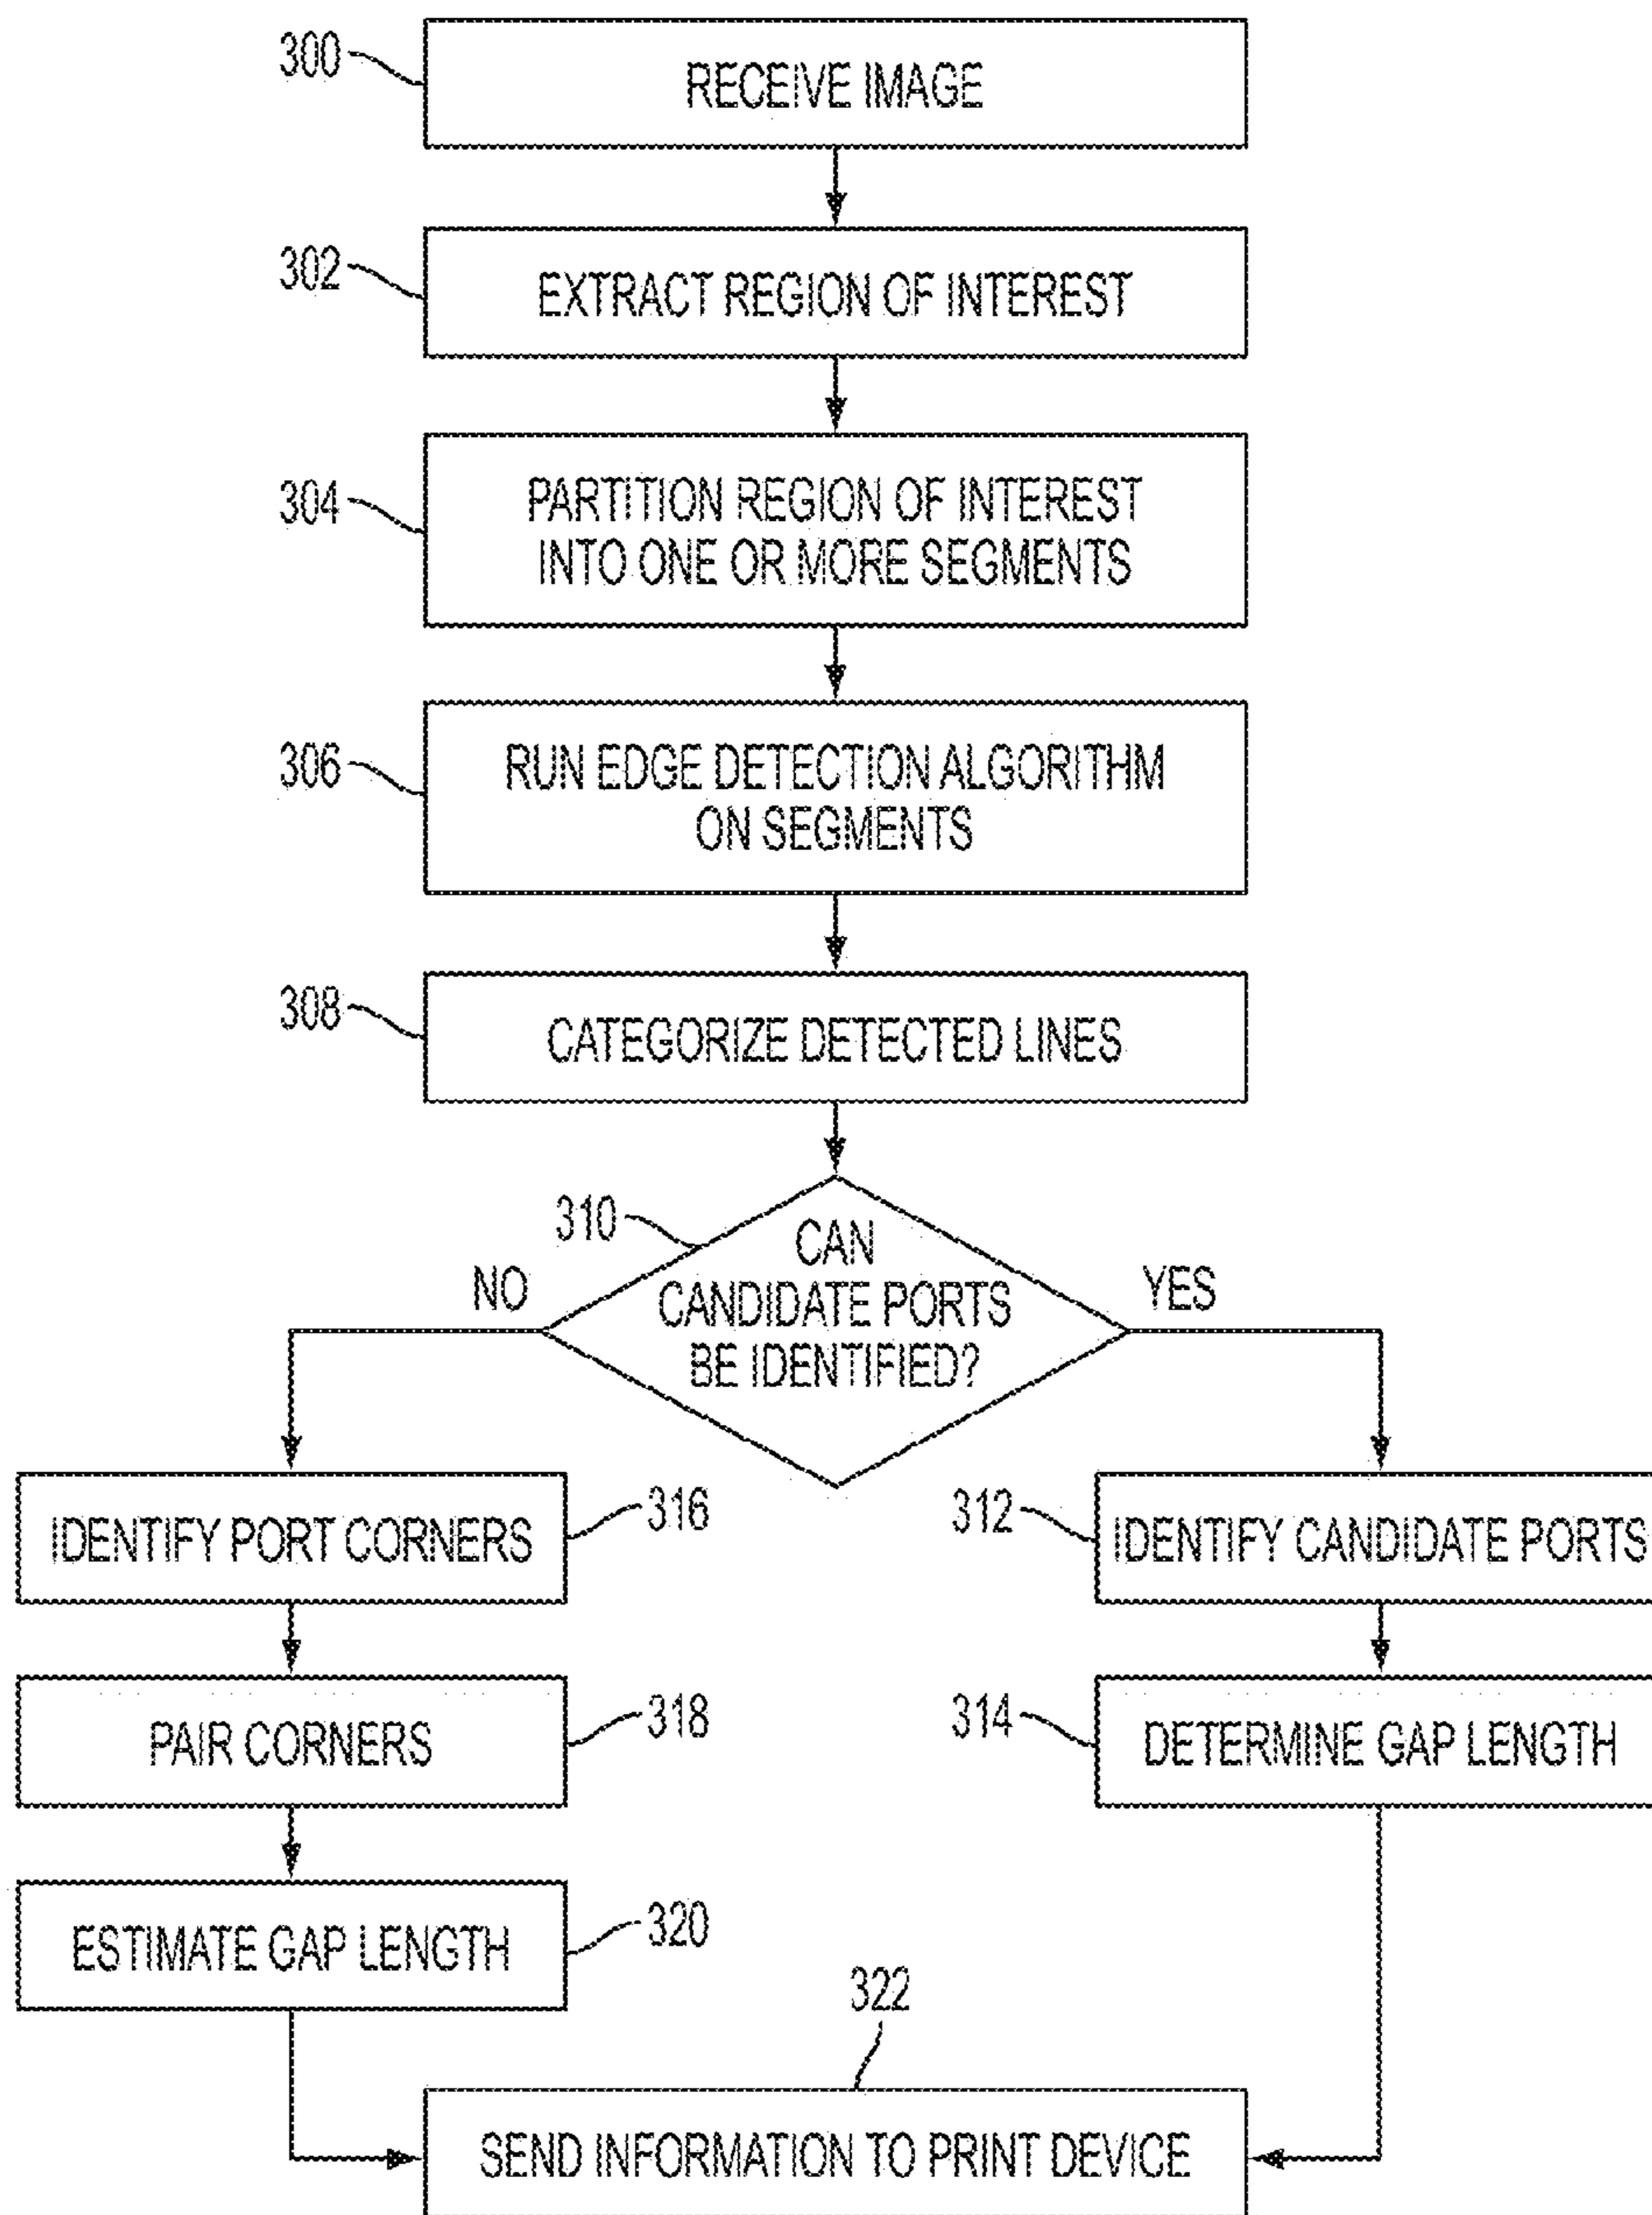 300
RECEIVE IMAGE
302
EXTRACT REGION OF INTEREST
304
PARTITION REGION OF INTEREST
INTO ONE OR MORE SEGMENTS
306
RUN EDGE DETECTION ALGORITHM
ON SEGMENTS
308
CATEGORIZE DETECTED LINES
310
CAN
CANDIDATE PORTS
BE IDENTIFIED?
NO
YES
IDENTIFY PORT CORNERS
316
312
IDENTIFY CANDIDATE PORTS
PAIR CORNERS
318
314
DETERMINE GAP LENGTH
ESTIMATE GAP LENGTH
320
322
SEND INFORMATION TO PRINT DEVICE